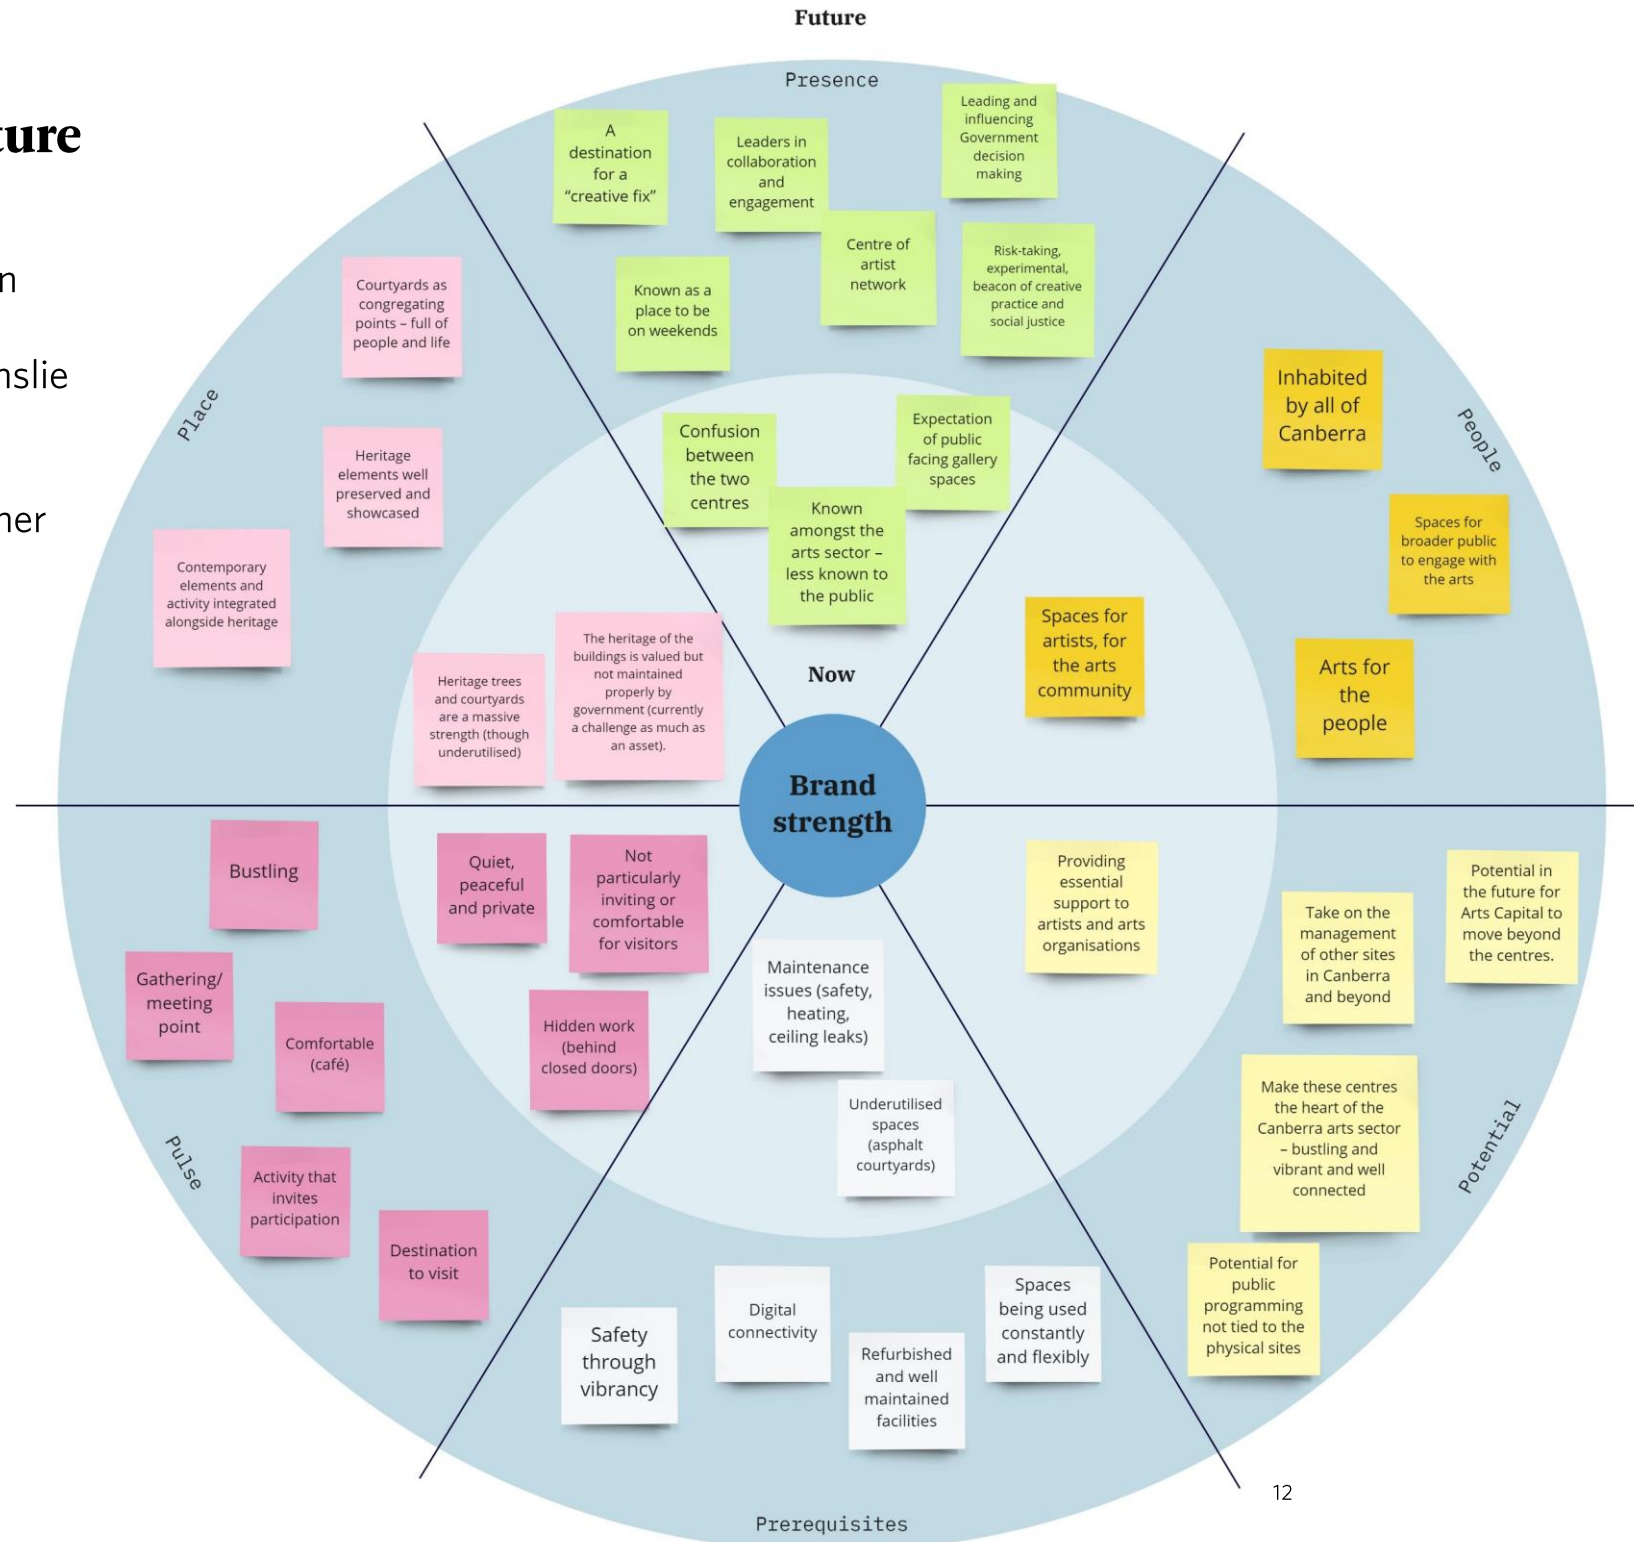 Future
Presence
ture
n
nslie
ner
A
destination
for a
“creative fix”
Leaders in
collaboration
and
engagement
Leading and
influencing
Government
decision
making
Known as a
place to be
on weekends
Centre of
artist
network
Risk-taking,
experimental,
beacon of creative
practice and
social justice
Confusion
between
the two
centres
Expectation
of public
facing gallery
spaces
Known
amongst the
arts sector –
less known to
the public
Now
Place
Courtyards as
congregating
points – full of
people and life
Heritage
elements well
preserved and
showcased
Contemporary
elements and
activity integrated
alongside heritage
Heritage trees
and courtyards
are a massive
strength (though
underutilised)
The heritage of the
buildings is valued but
not maintained
properly by
government (currently
a challenge as much as
an asset).
People
Inhabited
by all of
Canberra
Spaces for
broader public
to engage with
the arts
Spaces for
artists, for
the arts
community
Arts for
the
people
Brand
strength
Bustling
Quiet,
peaceful
and private
Not
particularly
inviting or
comfortable
for visitors
Gathering/
meeting
point
Comfortable
(café)
Hidden work
(behind
closed doors)
Pulse
Activity that
invites
participation
Destination
to visit
Maintenance
issues (safety,
heating,
ceiling leaks)
Underutilised
spaces
(asphalt
courtyards)
Safety
through
vibrancy
Digital
connectivity
Refurbished
and well
maintained
facilities
Spaces
being used
constantly
and flexibly
Prerequisites
Providing
essential
support to
artists and arts
organisations
Take on the
management
of other sites
in Canberra
and beyond
Potential in
the future for
Arts Capital to
move beyond
the centres.
Make these centres
the heart of the
Canberra arts sector
– bustling and
vibrant and well
connected
Potential
Potential for
public
programming
not tied to the
physical sites
12